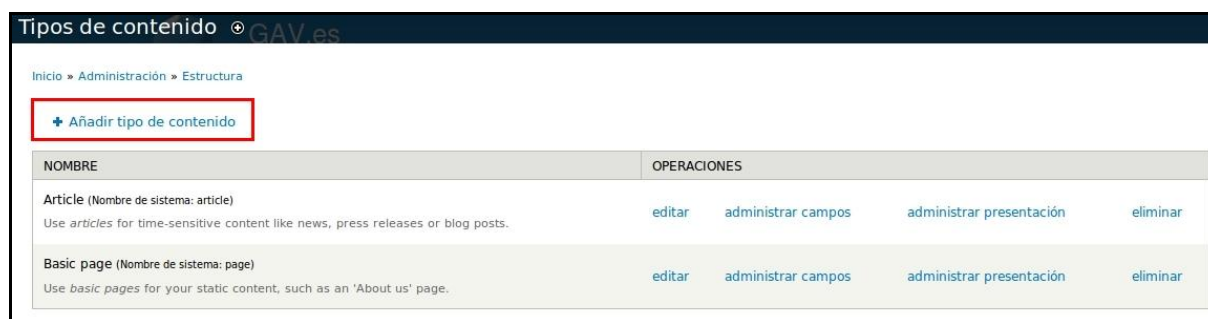 Tipos de contenido
GAV.es
Inicio » Administración » Estructura
+ Añadir tipo de contenido
NOMBRE OPERACIONES
Article (Nombre de sistema: article)
Use articles for time-sensitive content like news, press releases or blog posts.
editar administrar campos administrar presentación eliminar
Basic page (Nombre de sistema: page)
Use basic pages for your static content, such as an 'About us' page.
editar administrar campos administrar presentación eliminar